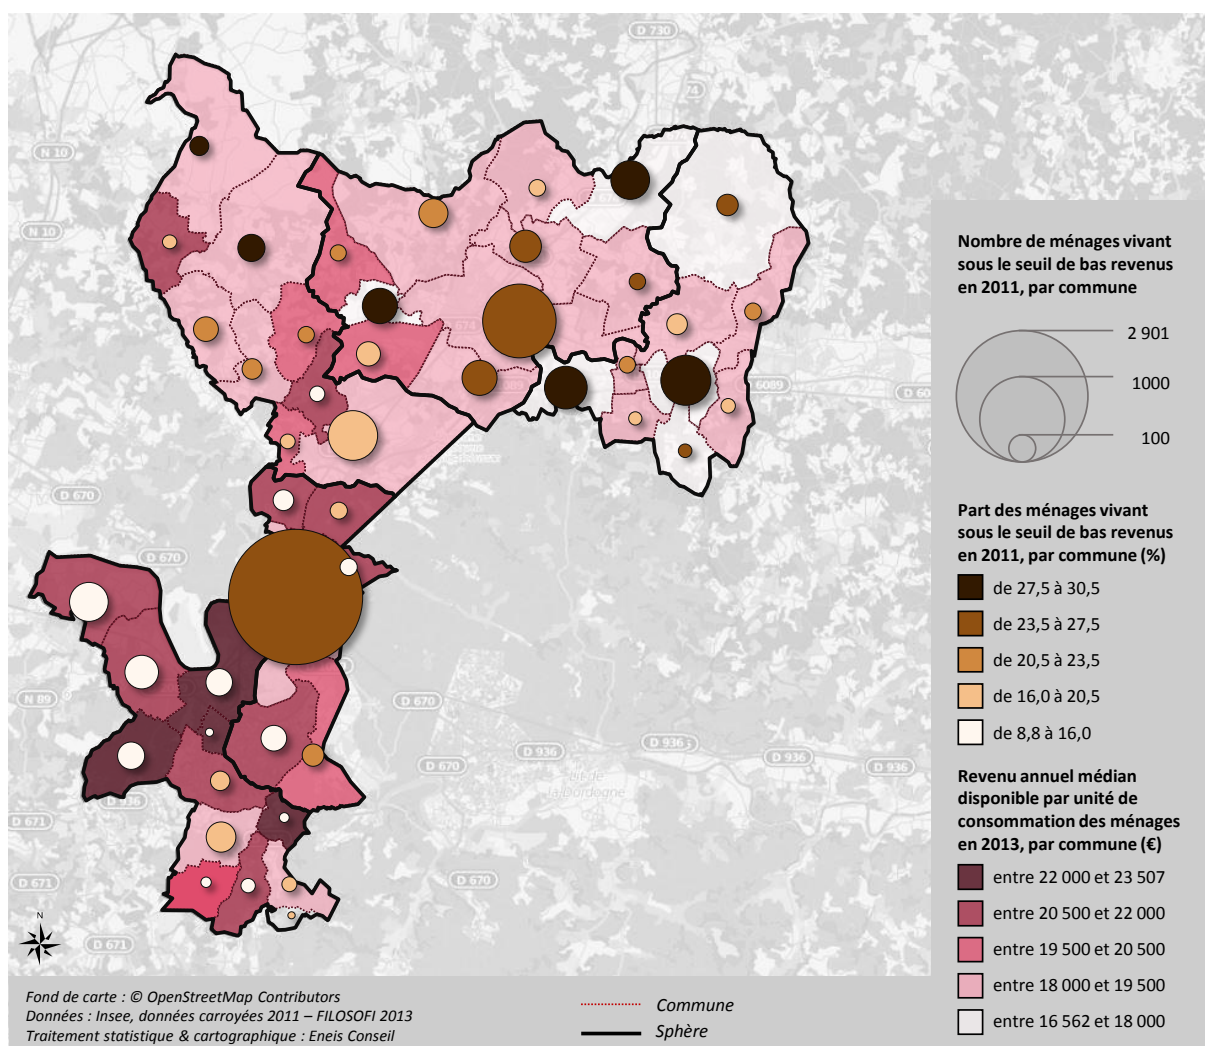 D 730
74
N 10
N 10
674
6089
D 670
D 670
N 89
D 670
D 936
D 936
D 936
D 936
D 670
Lit de
la Dordogne
D 671
D 671
D 670
D 671
N
Nombre de ménages vivant
sous le seuil de bas revenus
en 2011, par commune
2 901
1000
100
Part des ménages vivant
sous le seuil de bas revenus
en 2011, par commune (%)
de 27,5 à 30,5
de 23,5 à 27,5
de 20,5 à 23,5
de 16,0 à 20,5
de 8,8 à 16,0
Revenu annuel médian
disponible par unité de
consommation des ménages
en 2013, par commune (€)
entre 22 000 et 23 507
entre 20 500 et 22 000
entre 19 500 et 20 500
entre 18 000 et 19 500
entre 16 562 et 18 000
Fond de carte : © OpenStreetMap Contributors
Données : Insee, données carroyées 2011 – FILOSOFI 2013
Traitement statistique & cartographique : Eneis Conseil
Commune
Sphère